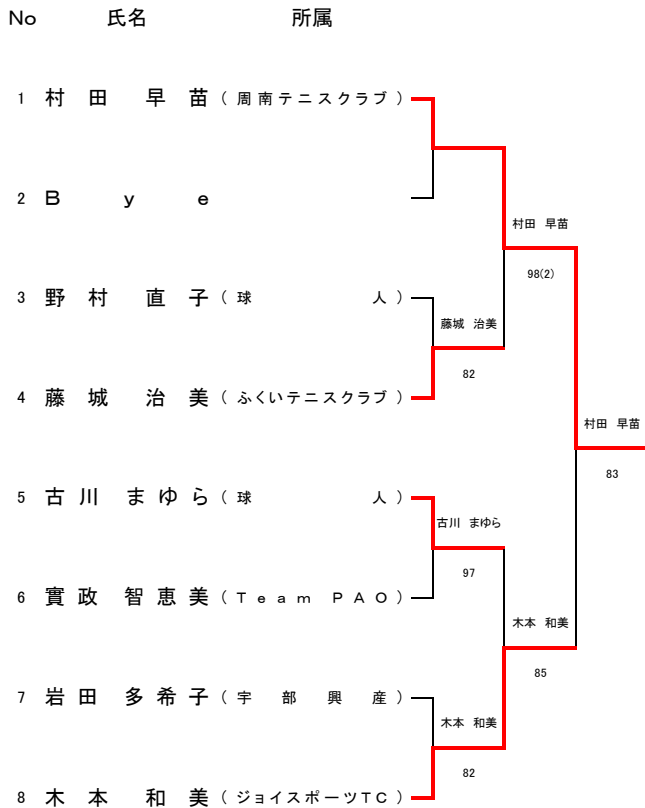 No 氏名 所属
1 村田 早苗 (周南テニスクラブ)
2 Bye
村田 早苗
98(2)
3 野村 直子 (球人)
藤城 治美
82
4 藤城 治美 (ふくいテニスクラブ)
村田 早苗
83
5 古川 まゆら (球人)
古川 まゆら
97
6 實政 智恵美 (Team PAO)
木本 和美
85
7 岩田 多希子 (宇部興産)
木本 和美
82
8 木本 和美 (ジョイスポーツTC)